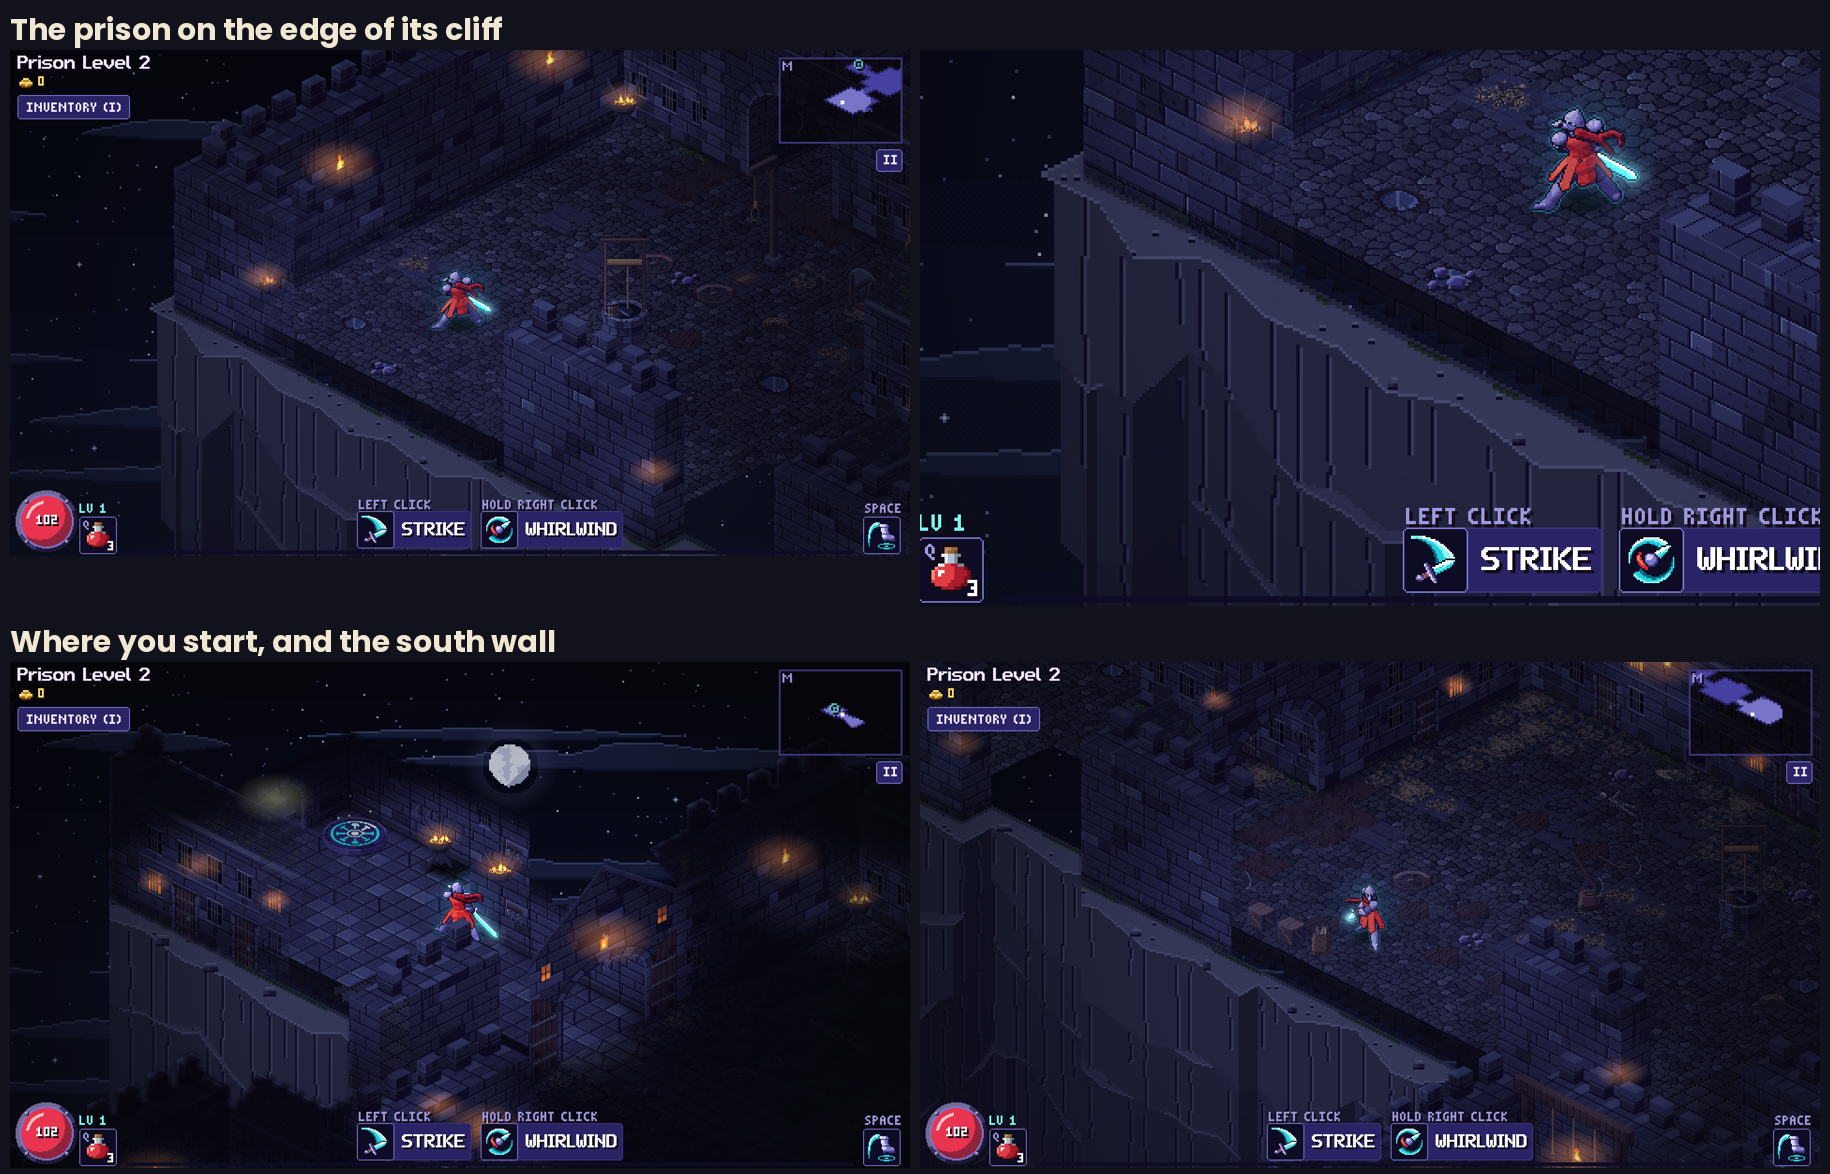 The prison on the edge of its cliff
Prison Level 2
0
INVENTORY (I)
M
II
102
LV 1
Q
3
LEFT CLICK
STRIKE
HOLD RIGHT CLICK
WHIRLWIND
SPACE
LV 1
Q
3
LEFT CLICK
STRIKE
HOLD RIGHT CLICK
WHIRLWI
Where you start, and the south wall
Prison Level 2
0
INVENTORY (I)
M
II
102
LV 1
Q
3
LEFT CLICK
STRIKE
HOLD RIGHT CLICK
WHIRLWIND
SPACE
Prison Level 2
0
INVENTORY (I)
M
II
102
LV 1
Q
3
LEFT CLICK
STRIKE
HOLD RIGHT CLICK
WHIRLWIND
SPACE